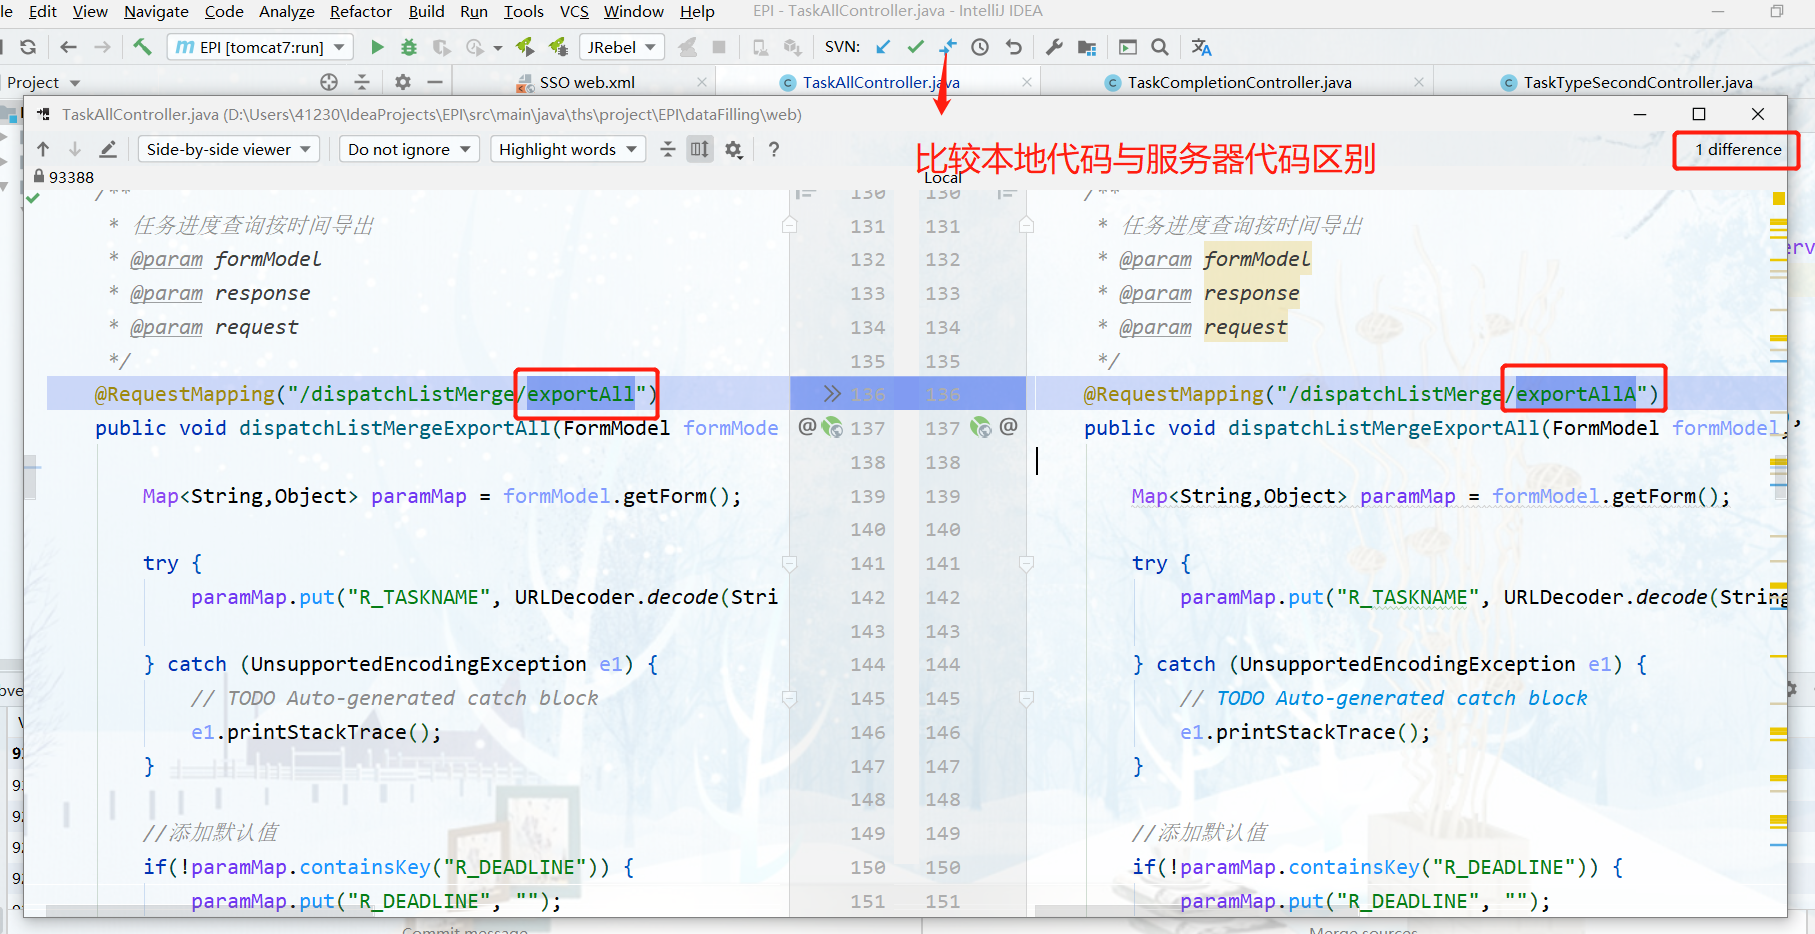 le Edit View Navigate Code Analyze Refactor Build Run Tools VCS Window Help EPI - TaskAllController.java - IntelliJ IDEA
EPI [tomcat7:run] JRebel SVN:
Project SSO web.xml TaskAllController.java TaskCompletionController.java TaskTypeSecondController.java
TaskAllController.java (D:\Users\41230\IdeaProjects\EPI\src\main\java\ths\project\EPI\dataFilling\web)
Side-by-side viewer Do not ignore Highlight words ? 1 difference
比较本地代码与服务器代码区别
93388 Local
/** 130 130 /**
* 任务进度查询按时间导出 131 131 * 任务进度查询按时间导出
* @param formModel 132 132 * @param formModel
* @param response 133 133 * @param response
* @param request 134 134 * @param request
*/ 135 135 */
@RequestMapping("/dispatchListMerge/exportAll") 136 136 @RequestMapping("/dispatchListMerge/exportAllA")
public void dispatchListMergeExportAll(FormModel formMode @ 137 137 @ public void dispatchListMergeExportAll(FormModel formModel,
138 138
Map<String,Object> paramMap = formModel.getForm(); 139 139 Map<String,Object> paramMap = formModel.getForm();
140 140
try { 141 141 try {
paramMap.put("R_TASKNAME", URLDecoder.decode(Stri 142 142 paramMap.put("R_TASKNAME", URLDecoder.decode(String
143 143
} catch (UnsupportedEncodingException e1) { 144 144 } catch (UnsupportedEncodingException e1) {
// TODO Auto-generated catch block 145 145 // TODO Auto-generated catch block
e1.printStackTrace(); 146 146 e1.printStackTrace();
} 147 147 }
148 148
//添加默认值 149 149 //添加默认值
if(!paramMap.containsKey("R_DEADLINE")) { 150 150 if(!paramMap.containsKey("R_DEADLINE")) {
paramMap.put("R_DEADLINE", ""); 151 151 paramMap.put("R_DEADLINE", "");
Commit message Merge sources